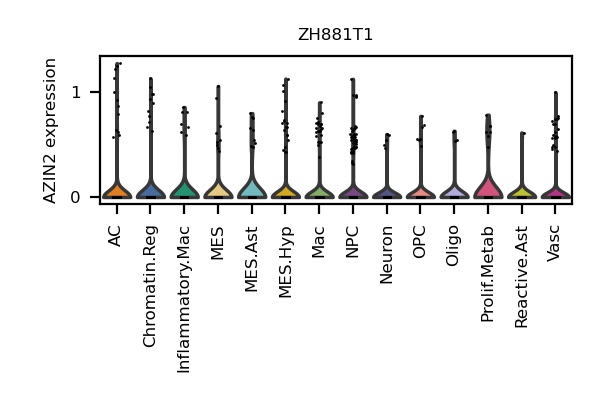 ZH881T1
AZIN2 expression
1
0
AC
Chromatin.Reg
Inflammatory.Mac
MES
MES.Ast
MES.Hyp
Mac
NPC
Neuron
OPC
Oligo
Prolif.Metab
Reactive.Ast
Vasc